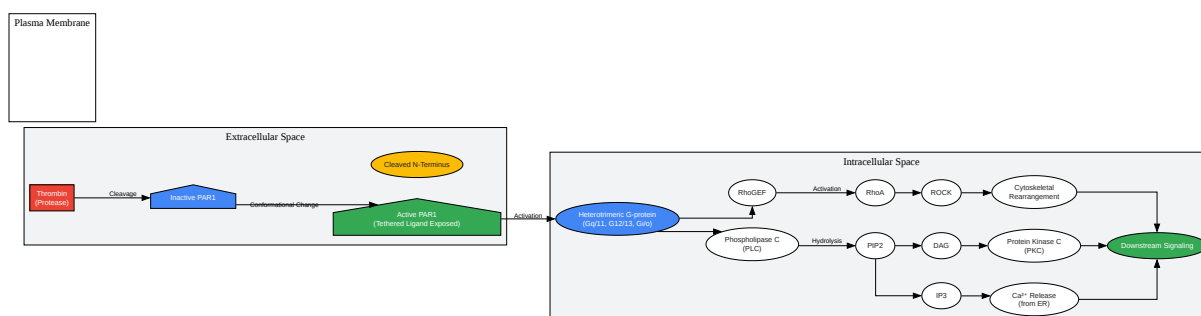 Plasma Membrane
Extracellular Space
Cleaved N-Terminus
Thrombin
(Protease)
Cleavage
Inactive PAR1
Conformational Change
Active PAR1
(Tethered Ligand Exposed)
Activation
Intracellular Space
Heterotrimeric G-protein
(Gq/11, G12/13, Gi/o)
RhoGEF
Activation
RhoA
ROCK
Cytoskeletal
Rearrangement
Phospholipase C
(PLC)
Hydrolysis
PIP2
DAG
Protein Kinase C
(PKC)
Downstream Signaling
IP3
Ca²⁺ Release
(from ER)